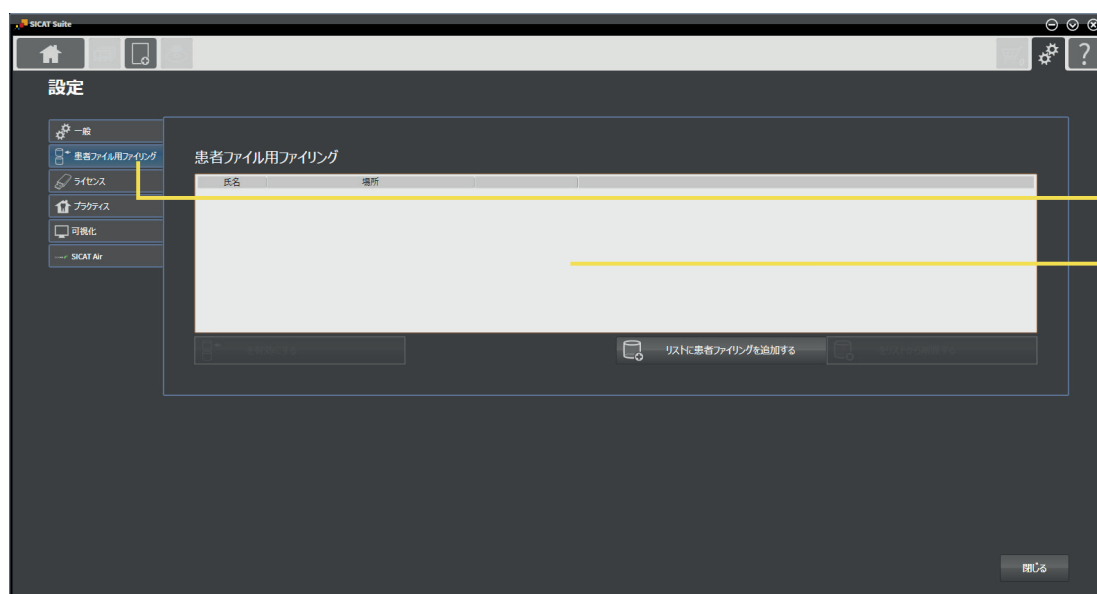 SICAT Suite
?
設定
一般
患者ファイル用ファイリング
ライセンス
プラクティス
可視化
SICAT Air
患者ファイル用ファイリング
氏名 場所
リストに患者ファイリングを追加する
閉じる